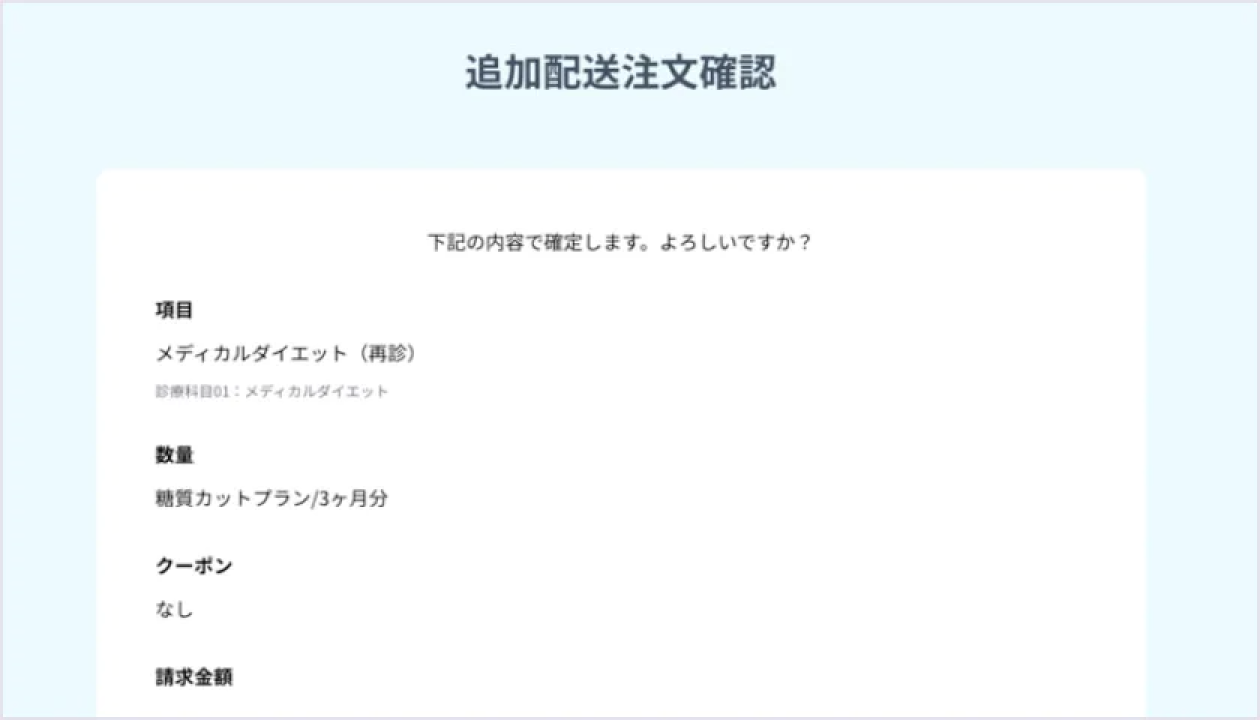 追加配送注文確認
下記の内容で確定します。よろしいですか？
項目
メディカルダイエット（再診）
診療科目01：メディカルダイエット
数量
糖質カットプラン/3ヶ月分
クーポン
なし
請求金額